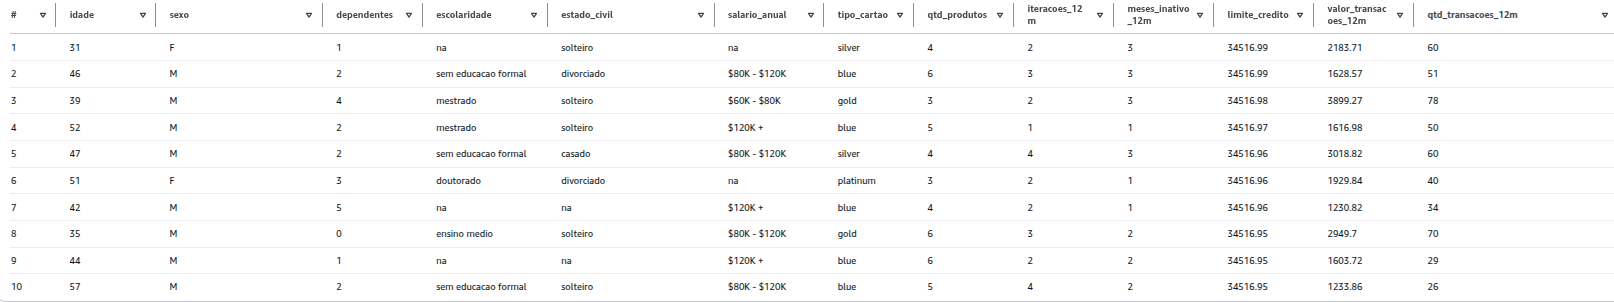 # idade sexo dependentes escolaridade estado_civil salario_anual tipo_cartao qtd_produtos iteracoes_12m meses_inativo_12m limite_credito valor_transacoes_12m qtd_transacoes_12m
1 31 F 1 na solteiro na silver 4 2 3 34516.99 2183.71 60
2 46 M 2 sem educacao formal divorciado $80K - $120K blue 6 3 3 34516.99 1628.57 51
3 39 M 4 mestrado solteiro $60K - $80K gold 3 2 3 34516.98 3899.27 78
4 52 M 2 mestrado solteiro $120K + blue 5 1 1 34516.97 1616.98 50
5 47 M 2 sem educacao formal casado $80K - $120K silver 4 4 3 34516.96 3018.82 60
6 51 F 3 doutorado divorciado na platinum 3 2 1 34516.96 1929.84 40
7 42 M 5 na na $120K + blue 4 2 1 34516.96 1230.82 34
8 35 M 0 ensino medio solteiro $80K - $120K gold 6 3 2 34516.95 2949.7 70
9 44 M 1 na na $120K + blue 6 2 2 34516.95 1603.72 29
10 57 M 2 sem educacao formal solteiro $80K - $120K blue 5 4 2 34516.95 1233.86 26